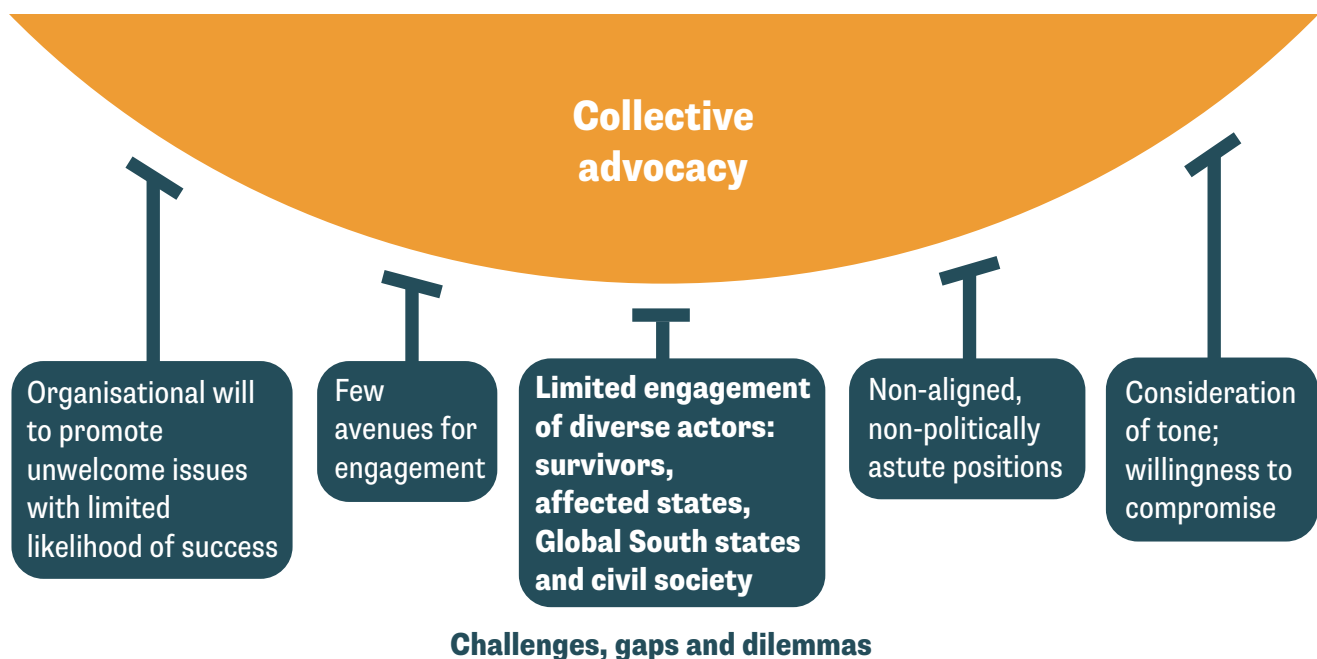 Collective
advocacy
Organisational will
to promote
unwelcome issues
with limited
likelihood of success
Few
avenues for
engagement
Limited engagement
of diverse actors:
survivors,
affected states,
Global South states
and civil society
Non-aligned,
non-politically
astute positions
Consideration
of tone;
willingness to
compromise
Challenges, gaps and dilemmas